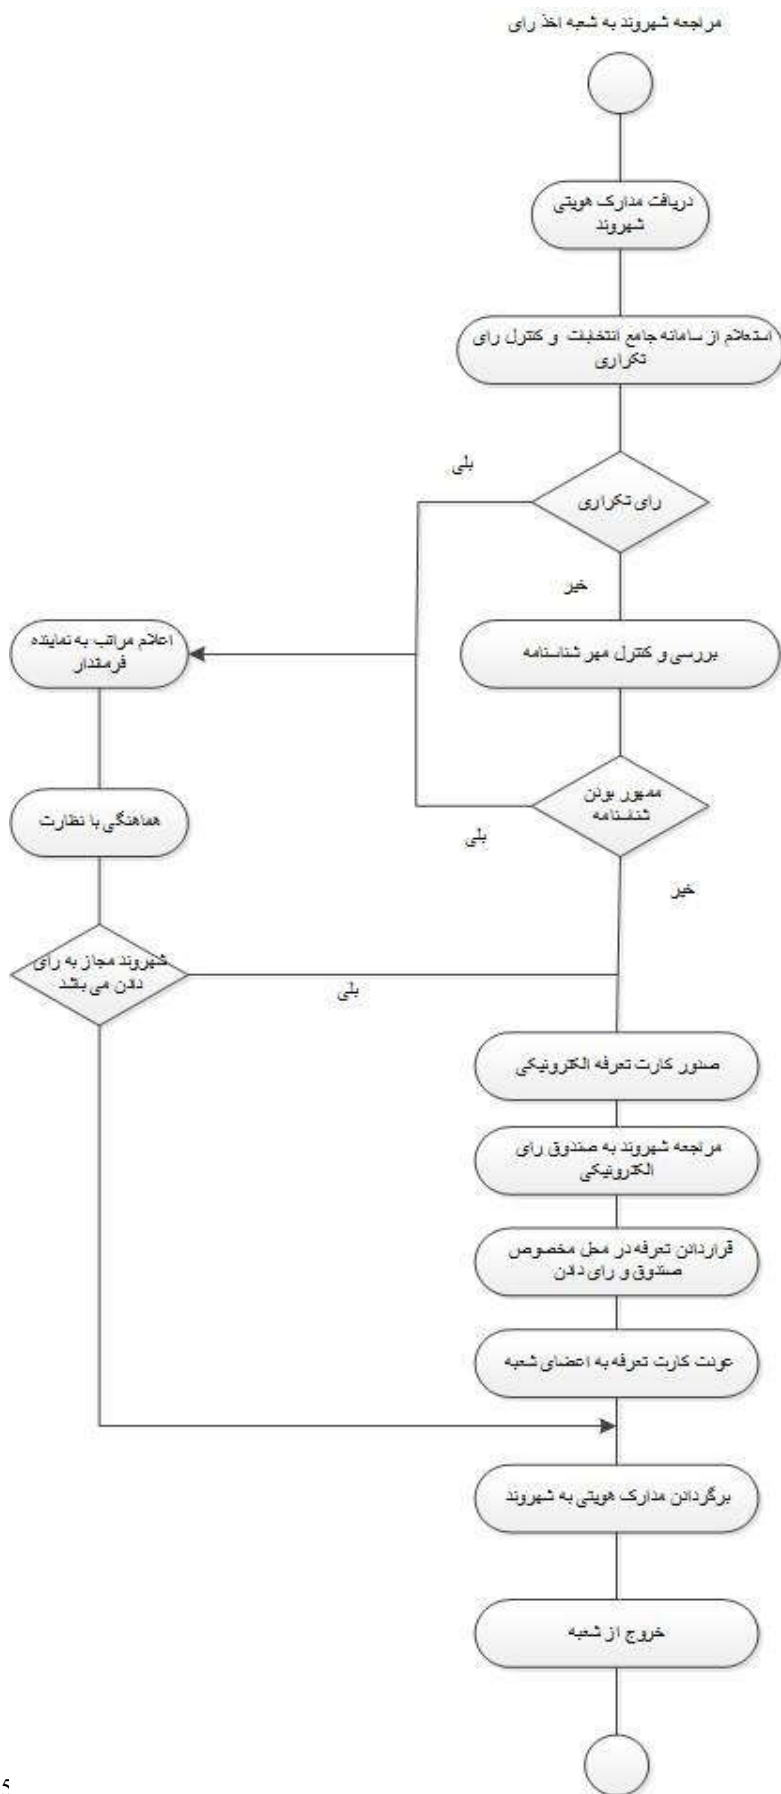 مراجعه شهروند به شعبه اخذ رای
دریافت مدارک هویتی
شهروند
استعلام از سامانه جامع انتخابات و کنترل رای
تکراری
رای تکراری
بلی
خیر
بررسی و کنترل مهر شناسنامه
اعلام مراتب به نماینده
فرماندار
ممهور بودن
شناسنامه
بلی
خیر
هماهنگی با نظارت
شهروند مجاز به رای
دادن می باشد
بلی
صدور کارت تعرفه الکترونیکی
مراجعه شهروند به صندوق رای
الکترونیکی
قراردادن تعرفه در محل مخصوص
صندوق و رای دادن
عودت کارت تعرفه به اعضای شعبه
برگرداندن مدارک هویتی به شهروند
خروج از شعبه